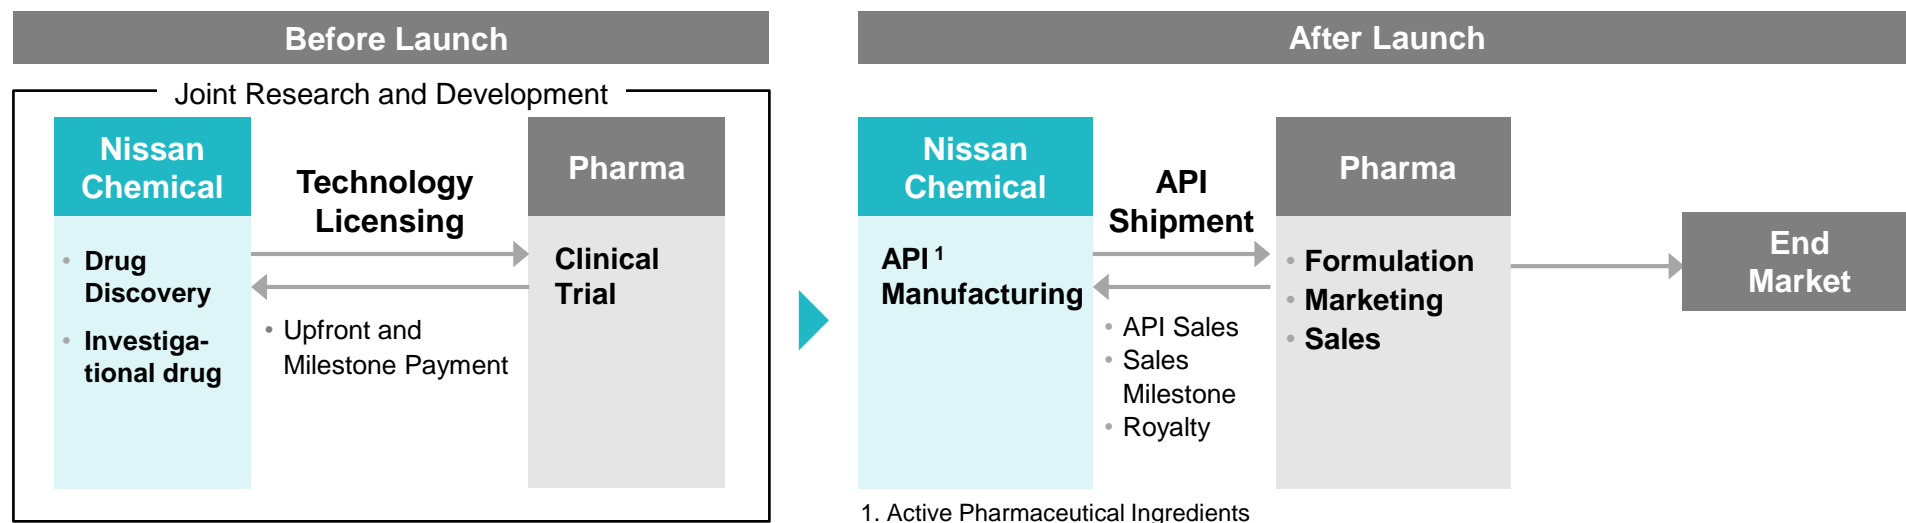 Before Launch
Joint Research and Development
Nissan
Chemical
• Drug
Discovery
• Investiga-
tional drug
Technology
Licensing
• Upfront and
Milestone Payment
Pharma
Clinical
Trial
After Launch
Nissan
Chemical
API 1
Manufacturing
API
Shipment
• API Sales
• Sales
Milestone
• Royalty
Pharma
• Formulation
• Marketing
• Sales
End
Market
1. Active Pharmaceutical Ingredients